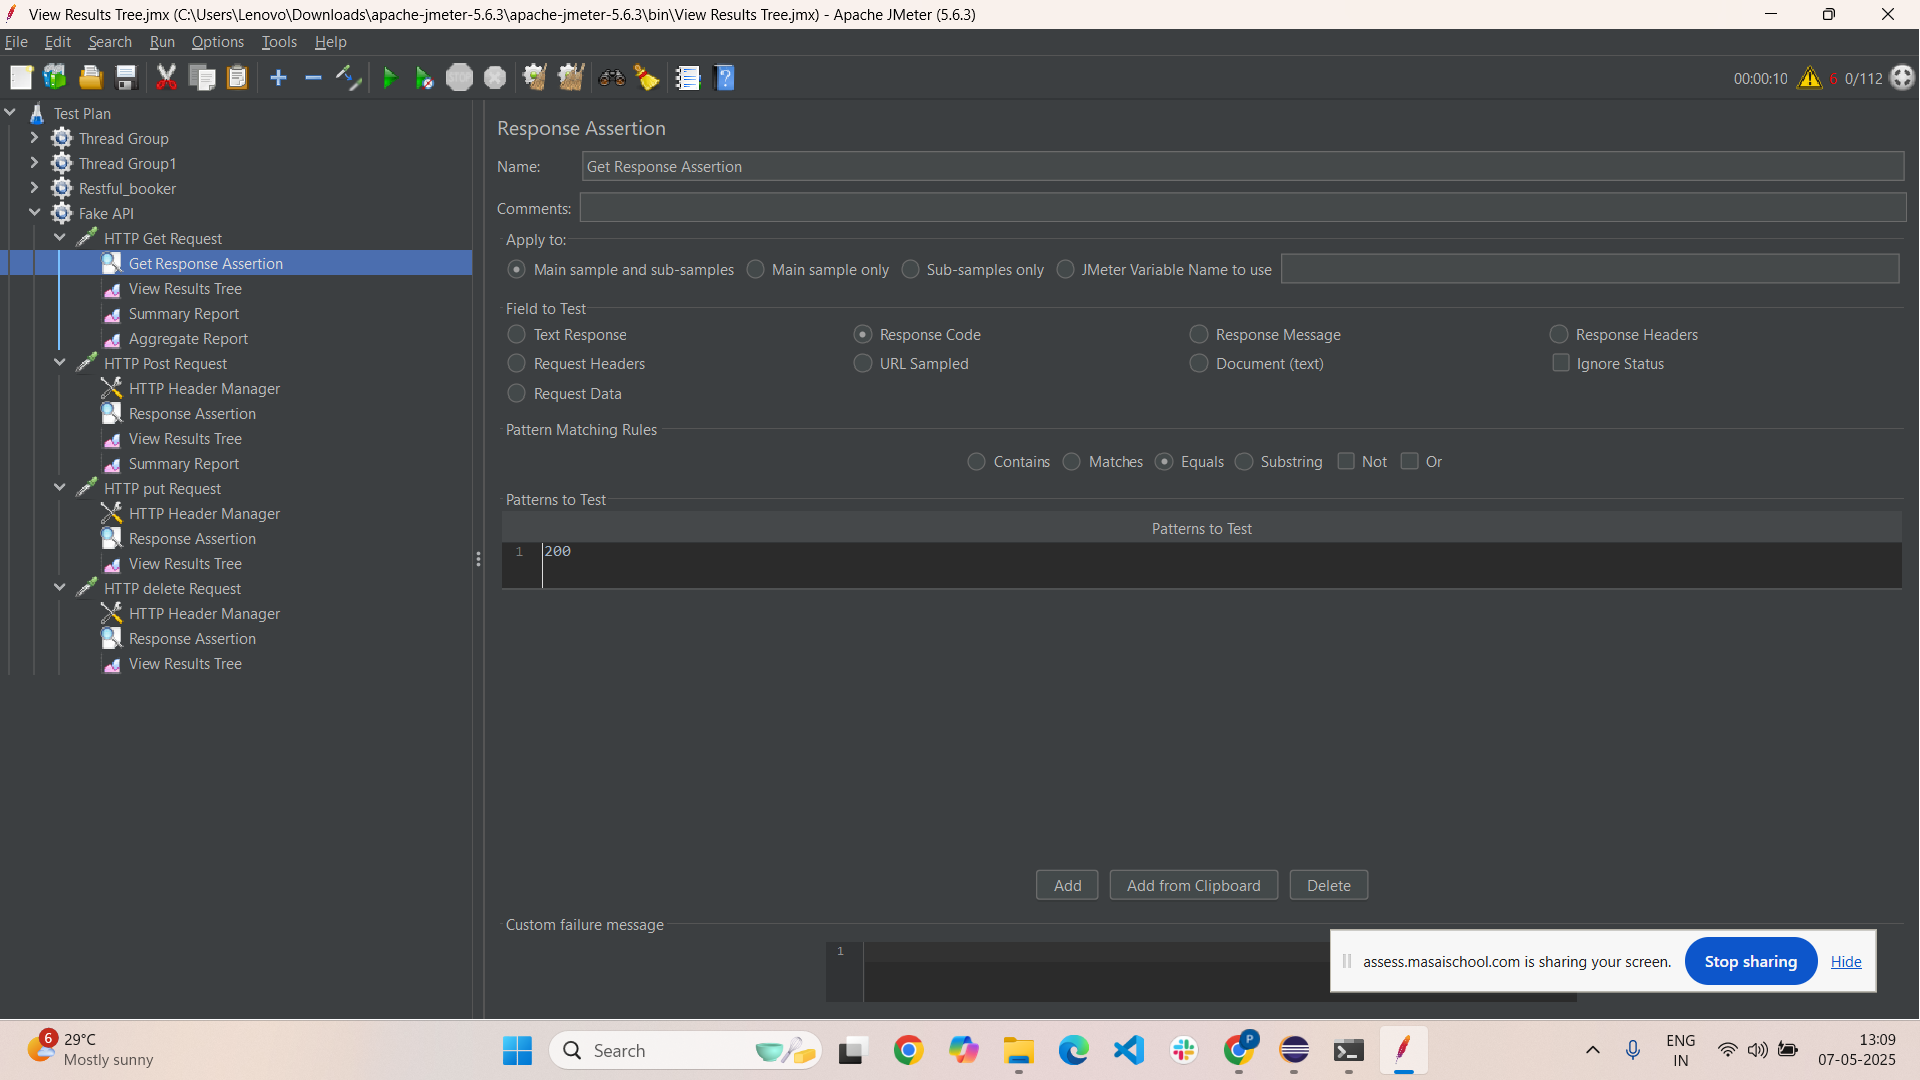 View Results Tree.jmx (C:\Users\Lenovo\Downloads\apache-jmeter-5.6.3\apache-jmeter-5.6.3\bin\View Results Tree.jmx) - Apache JMeter (5.6.3)
File Edit Search Run Options Tools Help
STOP ? 00:00:10 6 0/112
Test Plan
Thread Group
Thread Group1
Restful_booker
Fake API
HTTP Get Request
Get Response Assertion
View Results Tree
Summary Report
Aggregate Report
HTTP Post Request
HTTP Header Manager
Response Assertion
View Results Tree
Summary Report
HTTP put Request
HTTP Header Manager
Response Assertion
View Results Tree
HTTP delete Request
HTTP Header Manager
Response Assertion
View Results Tree
Response Assertion
Name: Get Response Assertion
Comments:
Apply to:
Main sample and sub-samples Main sample only Sub-samples only JMeter Variable Name to use
Field to Test
Text Response Response Code Response Message Response Headers
Request Headers URL Sampled Document (text) Ignore Status
Request Data
Pattern Matching Rules
Contains Matches Equals Substring Not Or
Patterns to Test
Patterns to Test
1 200
Add Add from Clipboard Delete
Custom failure message
1
assess.masaischool.com is sharing your screen. Stop sharing Hide
6 29°C
Mostly sunny
Search
P
ENG
IN
13:09
07-05-2025